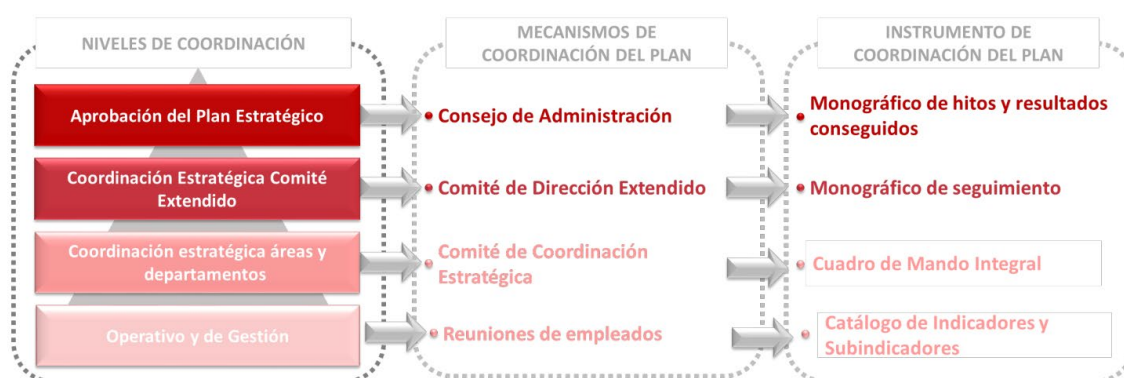 NIVELES DE COORDINACIÓN
MECANISMOS DE
COORDINACIÓN DEL PLAN
INSTRUMENTO DE
COORDINACIÓN DEL PLAN
Aprobación del Plan Estratégico
Consejo de Administración
Monográfico de hitos y resultados
conseguidos
Coordinación Estratégica Comité
Extendido
Comité de Dirección Extendido
Monográfico de seguimiento
Coordinación estratégica áreas y
departamentos
Comité de Coordinación
Estratégica
Cuadro de Mando Integral
Operativo y de Gestión
Reuniones de empleados
Catálogo de Indicadores y
Subindicadores